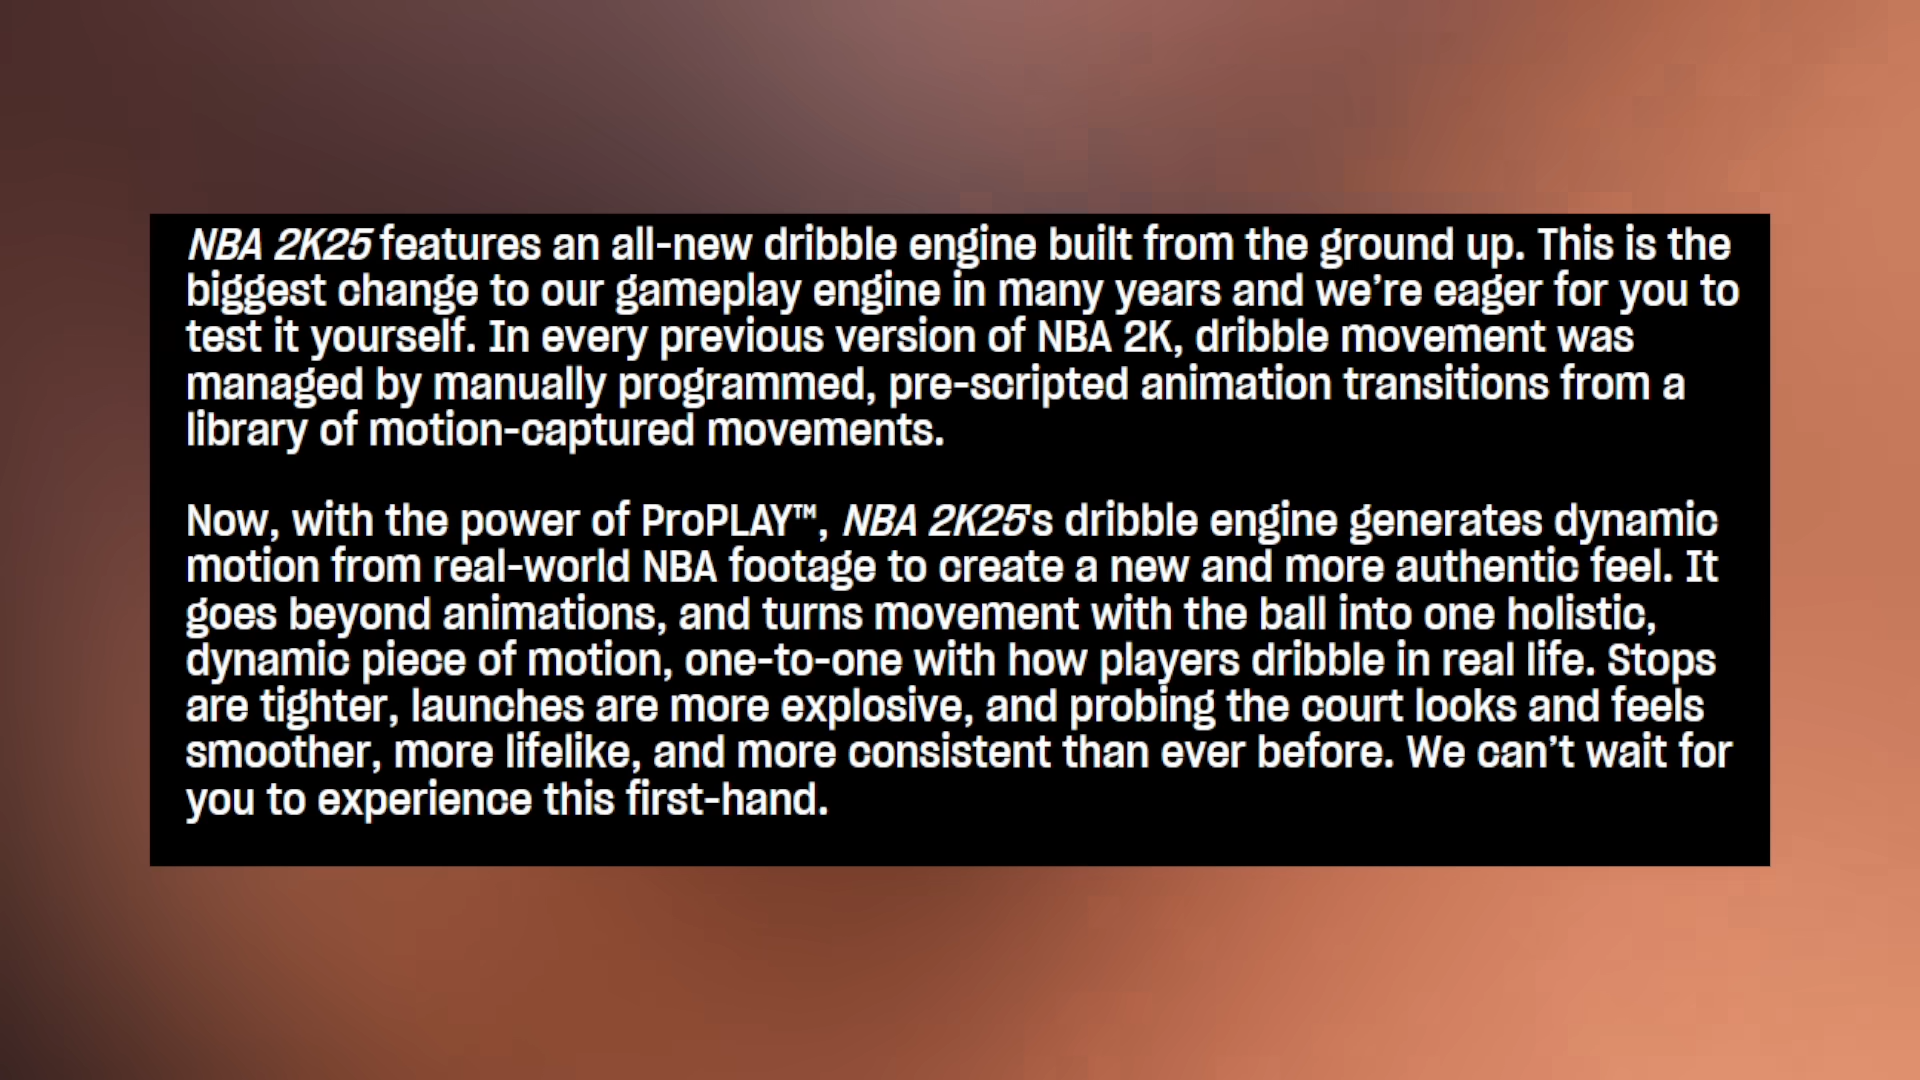 NBA 2K25 features an all-new dribble engine built from the ground up. This is the
biggest change to our gameplay engine in many years and we’re eager for you to
test it yourself. In every previous version of NBA 2K, dribble movement was
managed by manually programmed, pre-scripted animation transitions from a
library of motion-captured movements.
Now, with the power of ProPLAY™, NBA 2K25's dribble engine generates dynamic
motion from real-world NBA footage to create a new and more authentic feel. It
goes beyond animations, and turns movement with the ball into one holistic,
dynamic piece of motion, one-to-one with how players dribble in real life. Stops
are tighter, launches are more explosive, and probing the court looks and feels
smoother, more lifelike, and more consistent than ever before. We can’t wait for
you to experience this first-hand.